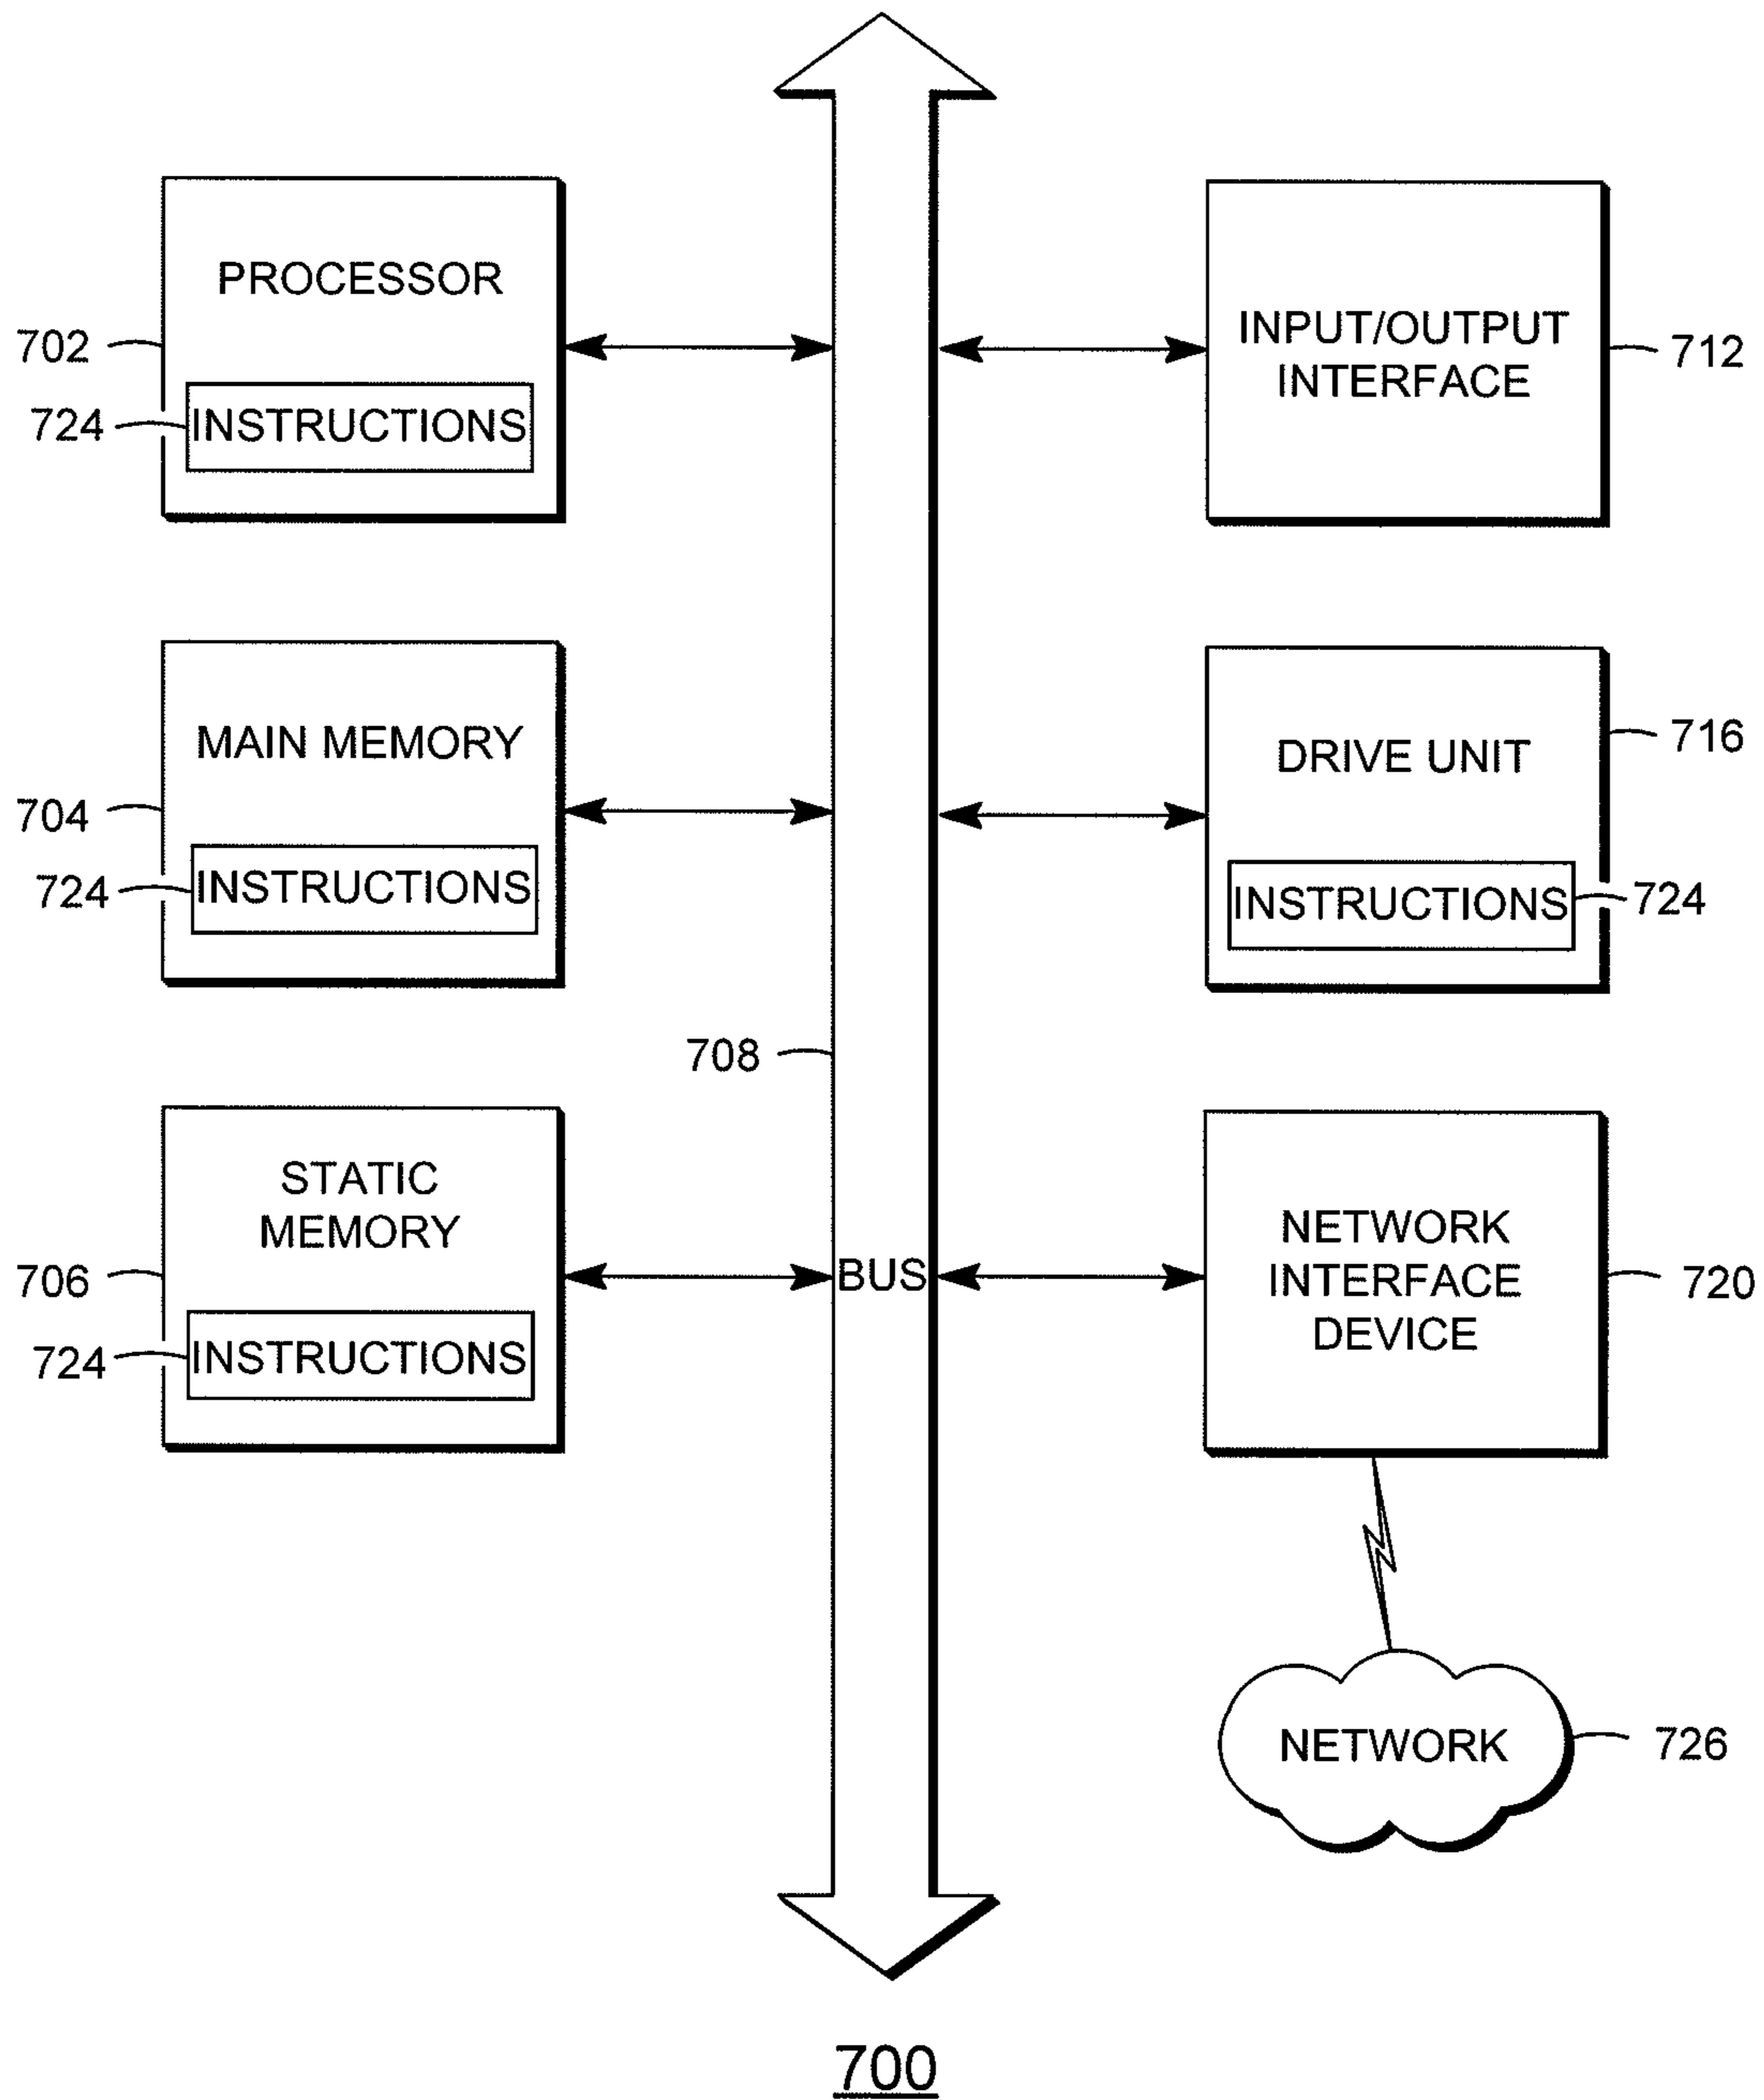 PROCESSOR
702
724
INSTRUCTIONS
INPUT/OUTPUT
INTERFACE
712
MAIN MEMORY
704
724
INSTRUCTIONS
DRIVE UNIT
716
INSTRUCTIONS
724
708
STATIC
MEMORY
706
724
INSTRUCTIONS
BUS
NETWORK
INTERFACE
DEVICE
720
NETWORK
726
700